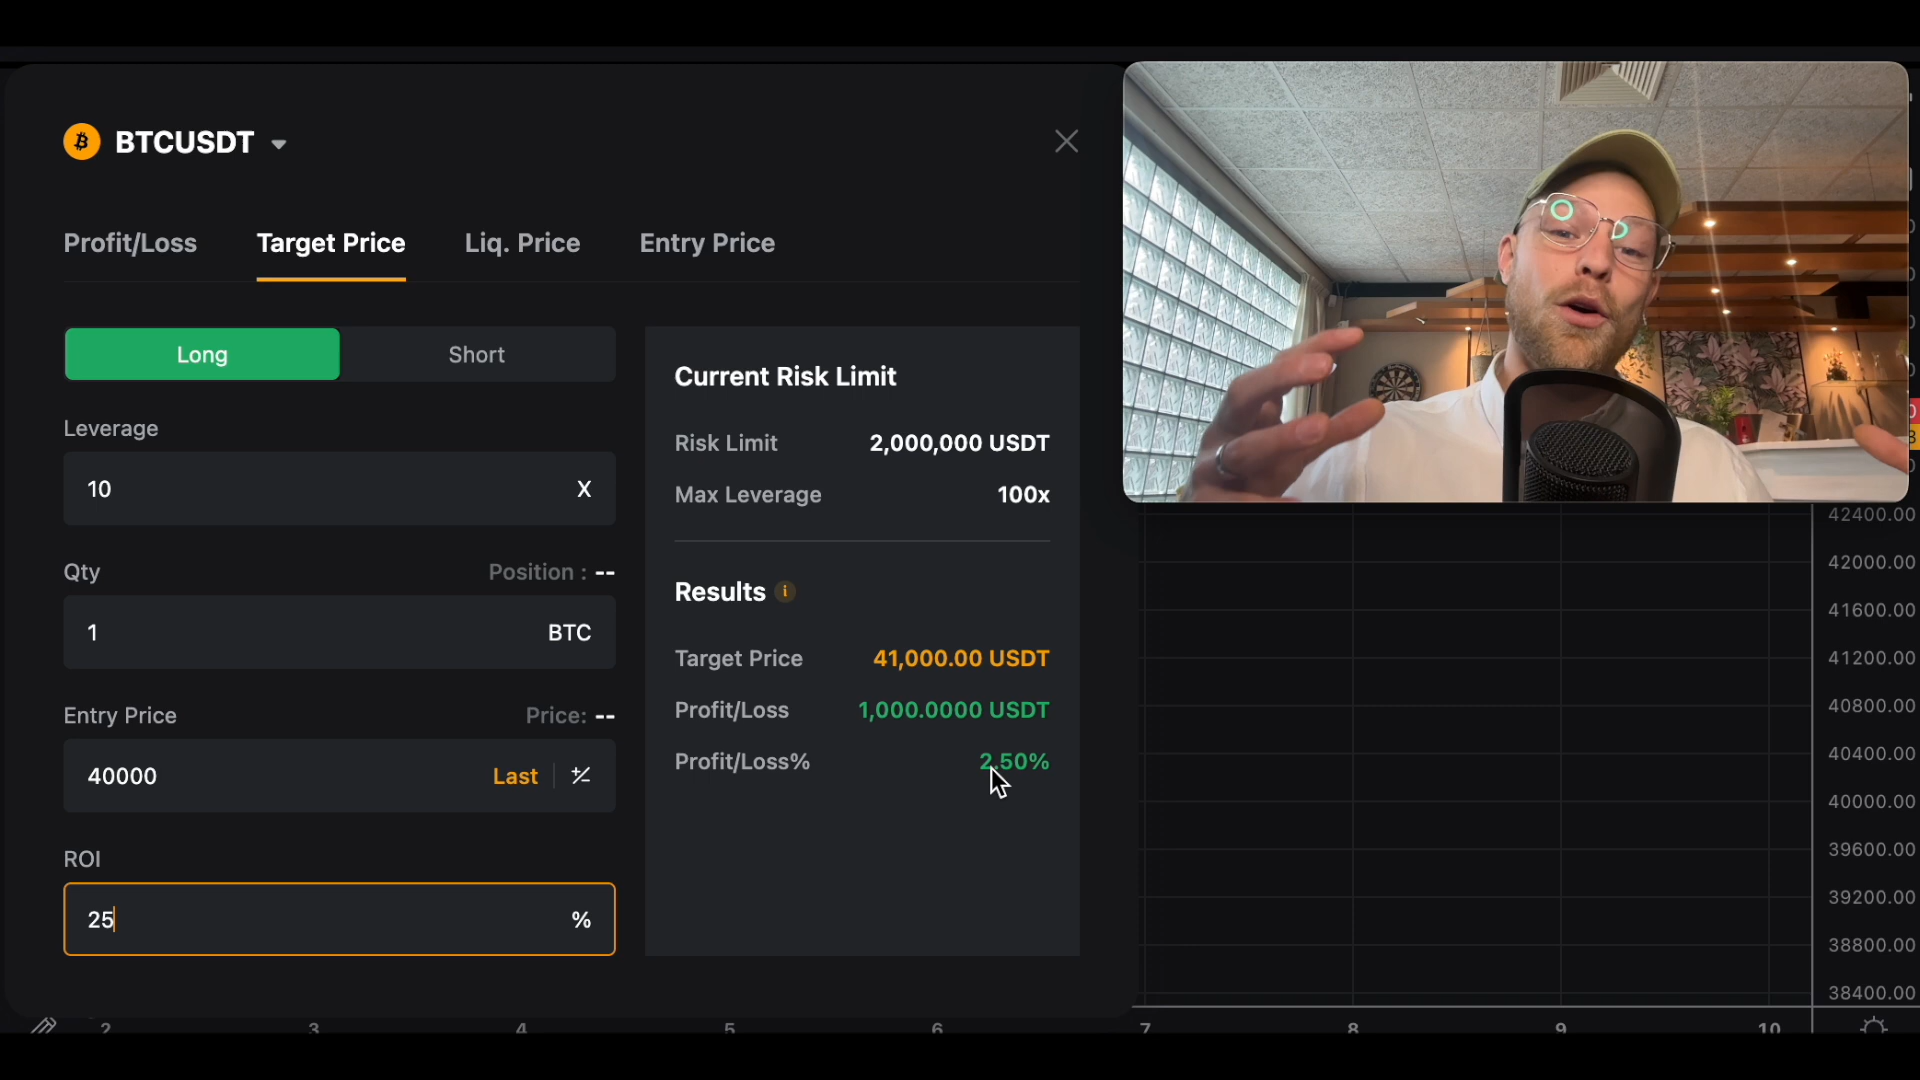 BTCUSDT
Profit/Loss Target Price Liq. Price Entry Price
Long Short
Leverage
10 X
Qty Position : --
1 BTC
Entry Price Price: --
40000 Last
ROI
25 %
Current Risk Limit
Risk Limit 2,000,000 USDT
Max Leverage 100x
Results
Target Price 41,000.00 USDT
Profit/Loss 1,000.0000 USDT
Profit/Loss% 2.50%
42400.00
42000.00
41600.00
41200.00
40800.00
40400.00
40000.00
39600.00
39200.00
38800.00
38400.00
2 3 4 5 6 7 8 9 10